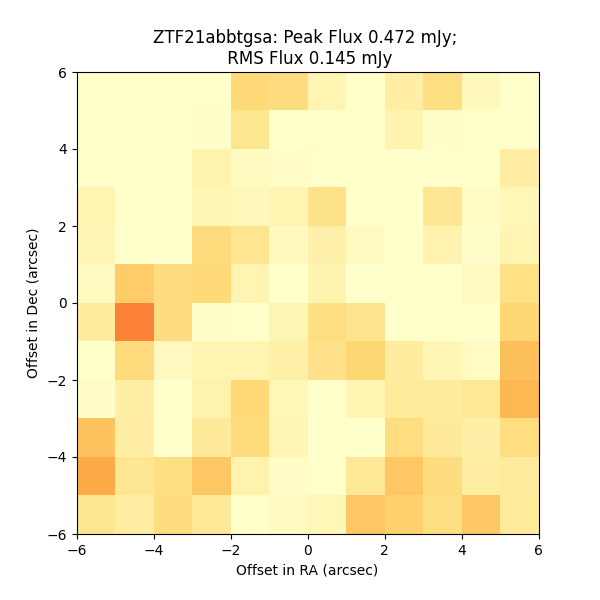 ZTF21abbtgsa: Peak Flux 0.472 mJy;
RMS Flux 0.145 mJy
6
4
2
0
−2
−4
−6
Offset in Dec (arcsec)
−6 −4 −2 0 2 4 6
Offset in RA (arcsec)